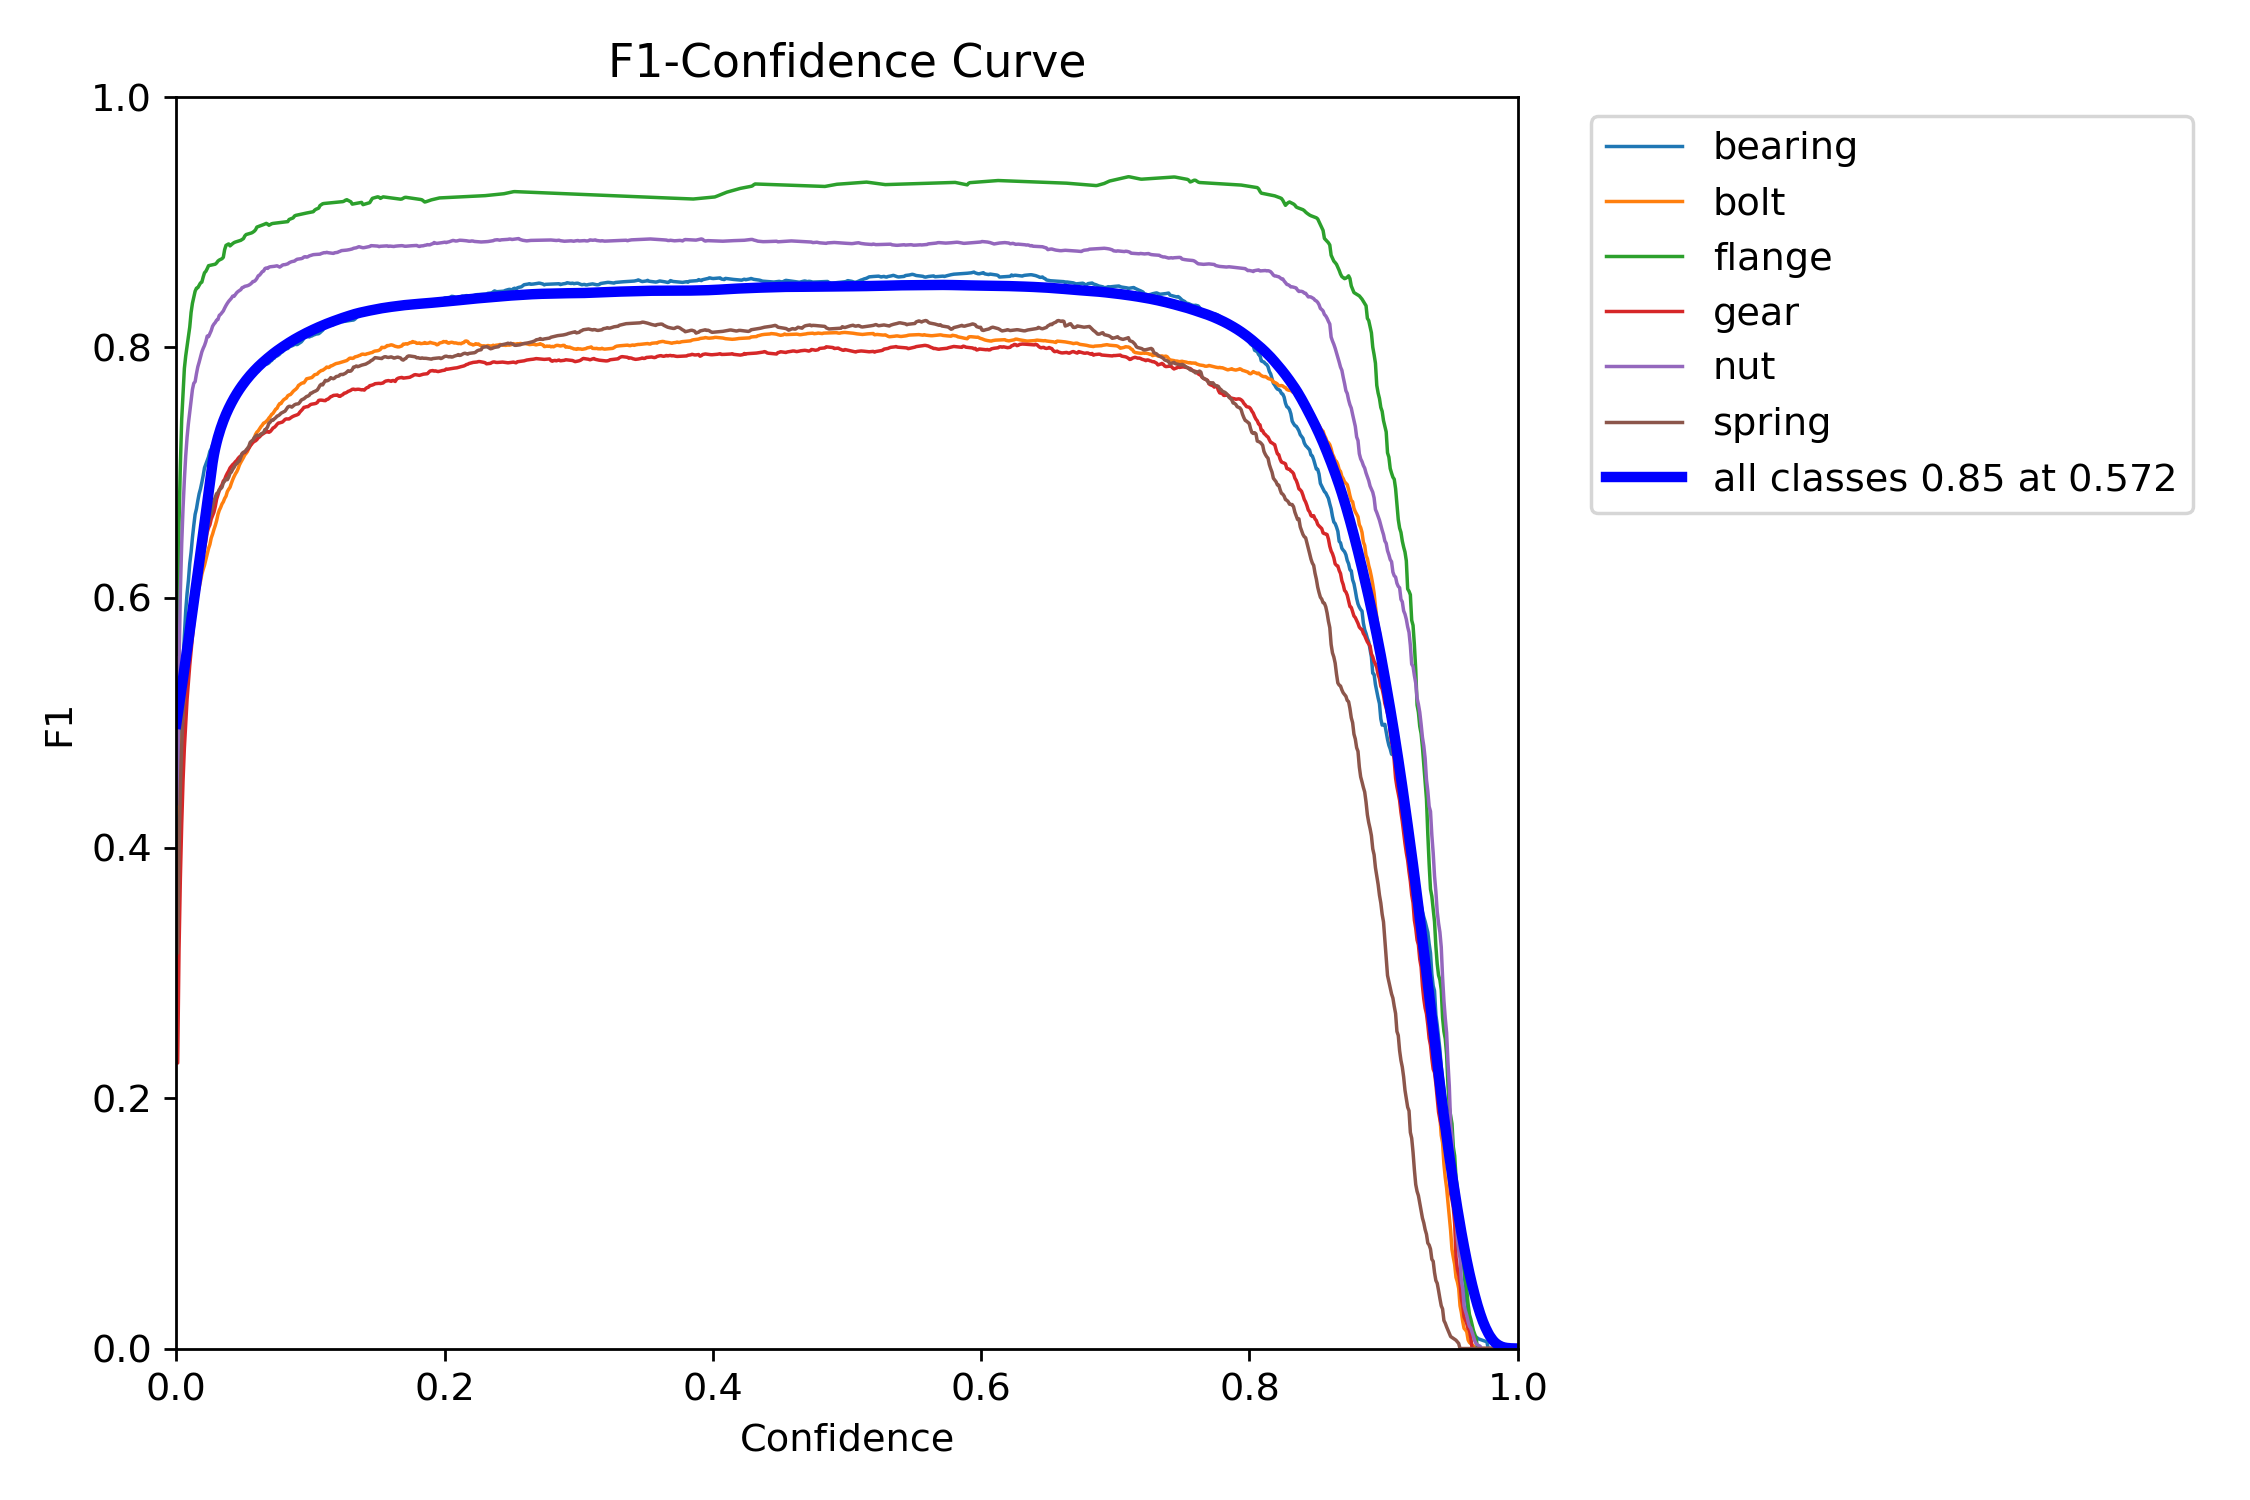 F1-Confidence Curve
1.0
0.8
0.6
0.4
0.2
0.0
F1
0.0 0.2 0.4 0.6 0.8 1.0
Confidence
bearing
bolt
flange
gear
nut
spring
all classes 0.85 at 0.572